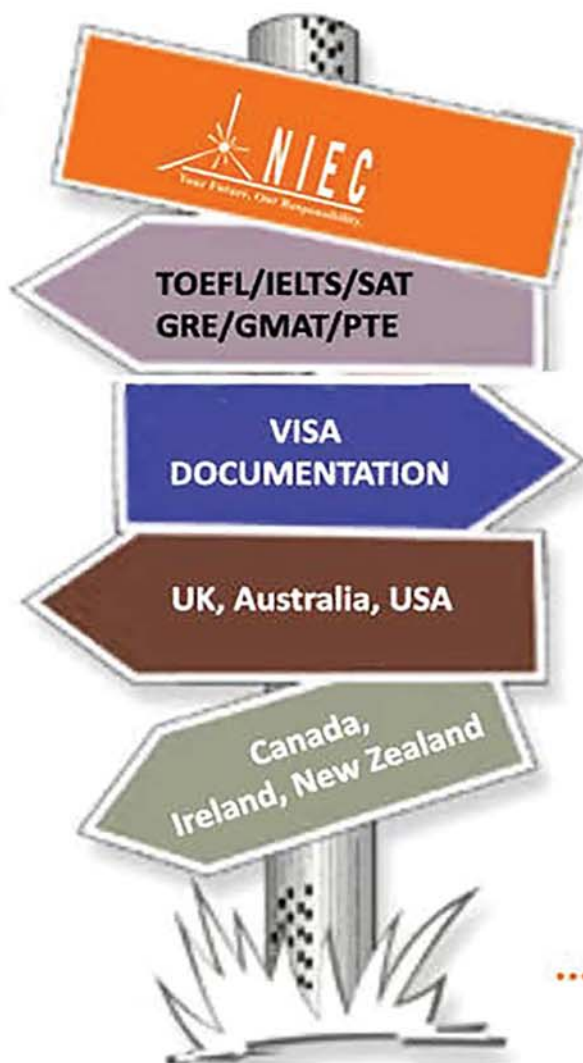 NIEC
Your Future, Our Responsibility.
TOEFL/IELTS/SAT
GRE/GMAT/PTE
VISA
DOCUMENTATION
UK, Australia, USA
Canada,
Ireland, New Zealand
...